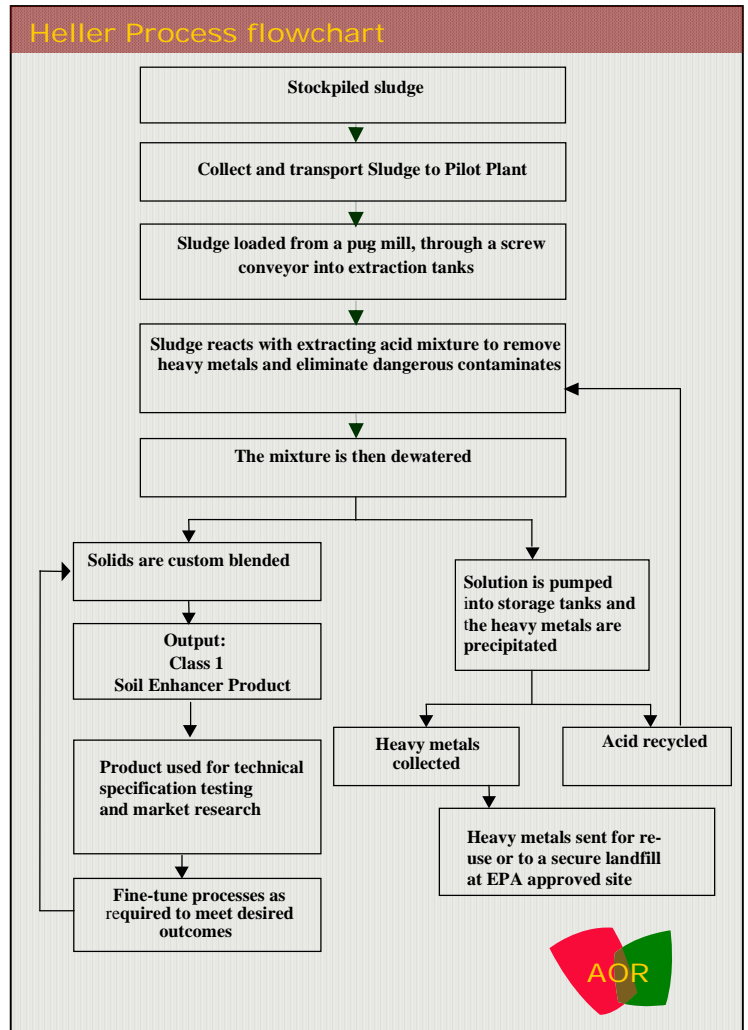 Heller Process flowchart
Stockpiled sludge
Collect and transport Sludge to Pilot Plant
Sludge loaded from a pug mill, through a screw
conveyor into extraction tanks
Sludge reacts with extracting acid mixture to remove
heavy metals and eliminate dangerous contaminates
The mixture is then dewatered
Solids are custom blended
Output:
Class 1
Soil Enhancer Product
Product used for technical
specification testing
and market research
Fine-tune processes as
required to meet desired
outcomes
Solution is pumped
into storage tanks and
the heavy metals are
precipitated
Heavy metals
collected
Acid recycled
Heavy metals sent for re-
use or to a secure landfill
at EPA approved site
AOR